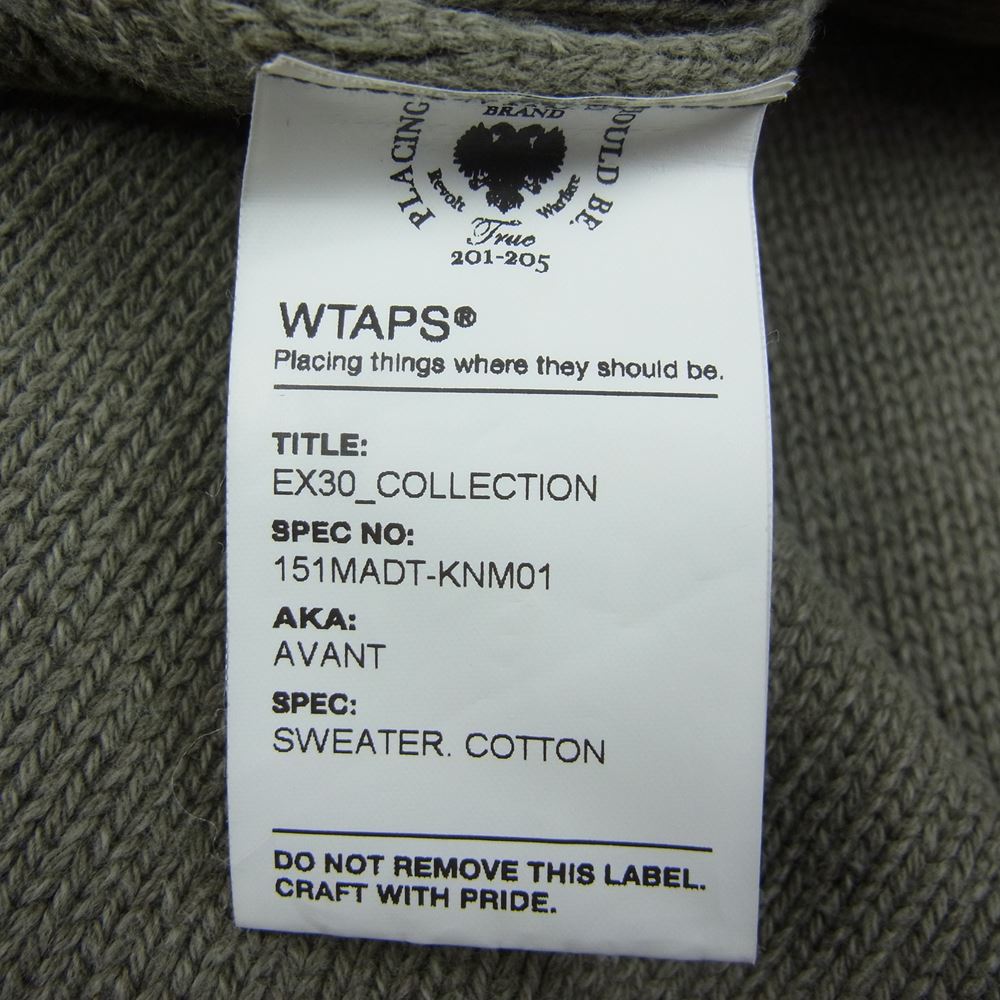 PLACING
OULD BE.
BRAND
Revolt Warfare
True
201-205
WTAPS®
Placing things where they should be.
TITLE:
EX30_COLLECTION
SPEC NO:
151MADT-KNM01
AKA:
AVANT
SPEC:
SWEATER. COTTON
DO NOT REMOVE THIS LABEL.
CRAFT WITH PRIDE.